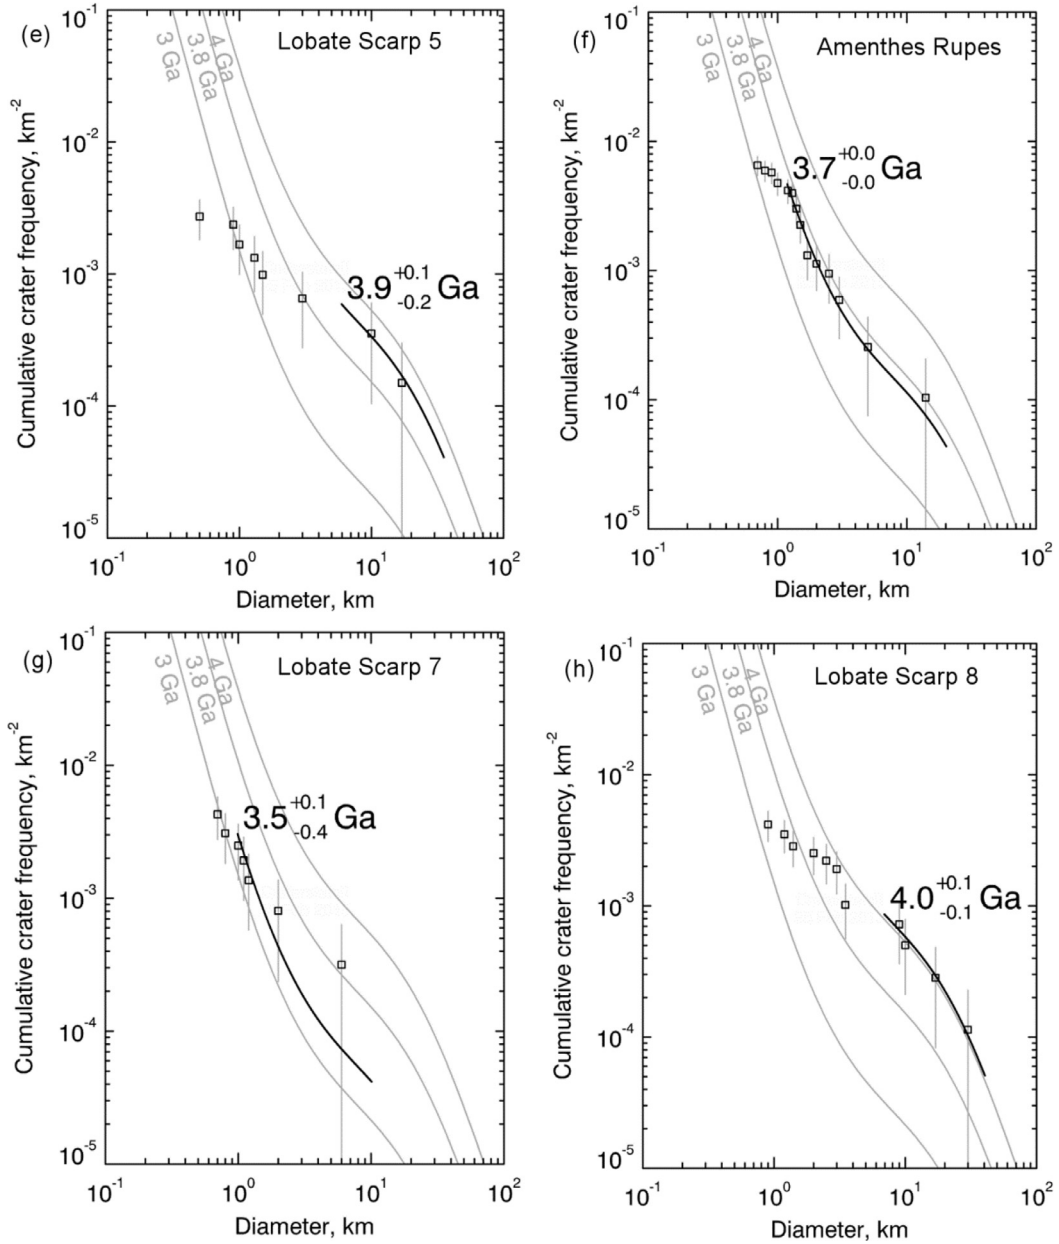 (e)
Lobate Scarp 5
3 Ga
3.8 Ga
4 Ga
3.9 +0.1 -0.2 Ga
Cumulative crater frequency, km-2
10-1
10-2
10-3
10-4
10-5
10-1 100 101 102
Diameter, km
(f)
Amenthes Rupes
3 Ga
3.8 Ga
4 Ga
3.7 +0.0 -0.0 Ga
Cumulative crater frequency, km-2
10-1
10-2
10-3
10-4
10-5
10-1 100 101 102
Diameter, km
(g)
Lobate Scarp 7
3 Ga
3.8 Ga
4 Ga
3.5 +0.1 -0.4 Ga
Cumulative crater frequency, km-2
10-1
10-2
10-3
10-4
10-5
10-1 100 101 102
Diameter, km
(h)
Lobate Scarp 8
3 Ga
3.8 Ga
4 Ga
4.0 +0.1 -0.1 Ga
Cumulative crater frequency, km-2
10-1
10-2
10-3
10-4
10-5
10-1 100 101 102
Diameter, km